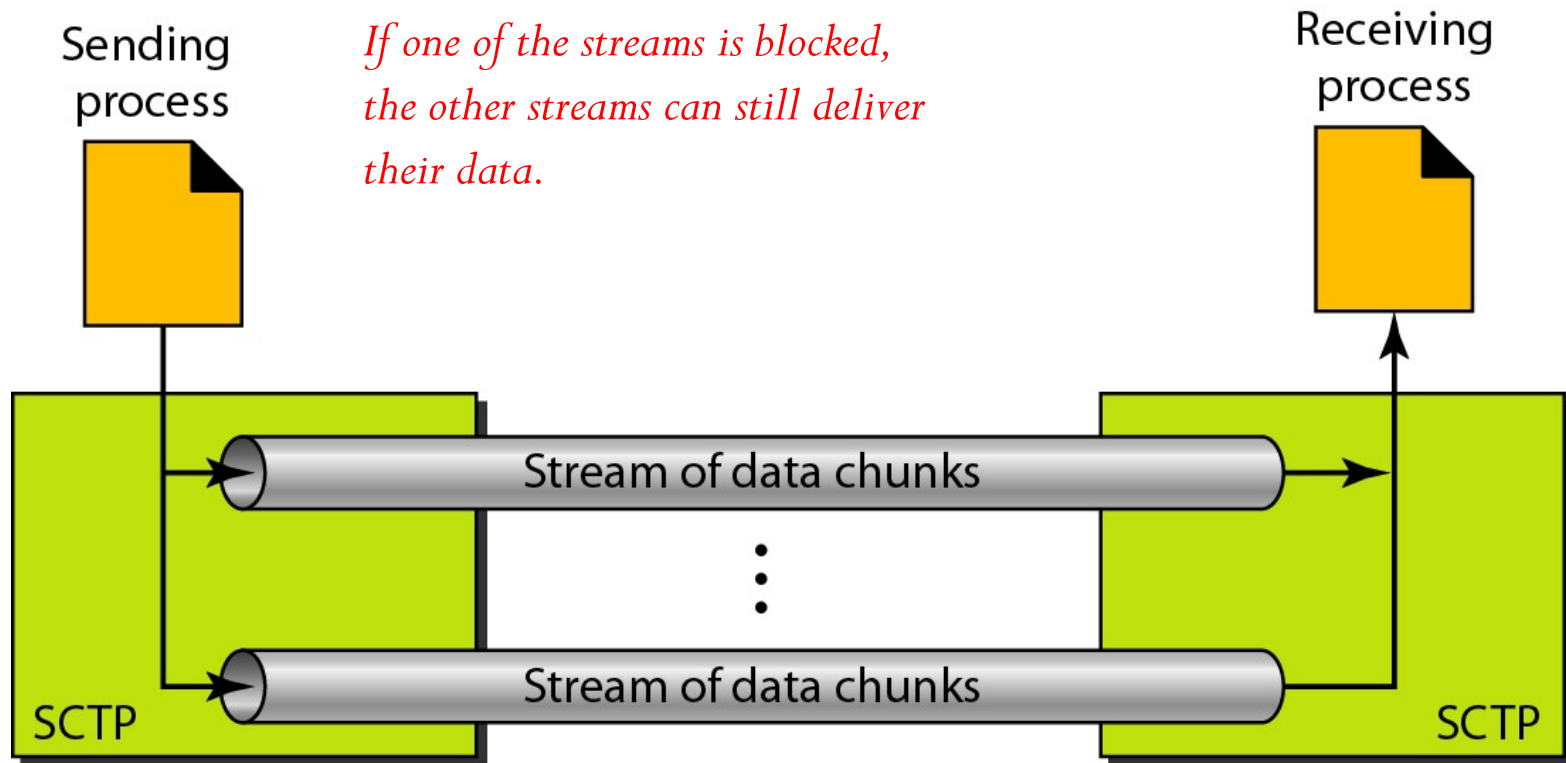 Sending
process
If one of the streams is blocked,
the other streams can still deliver
their data.
Receiving
process
Stream of data chunks
Stream of data chunks
SCTP
SCTP